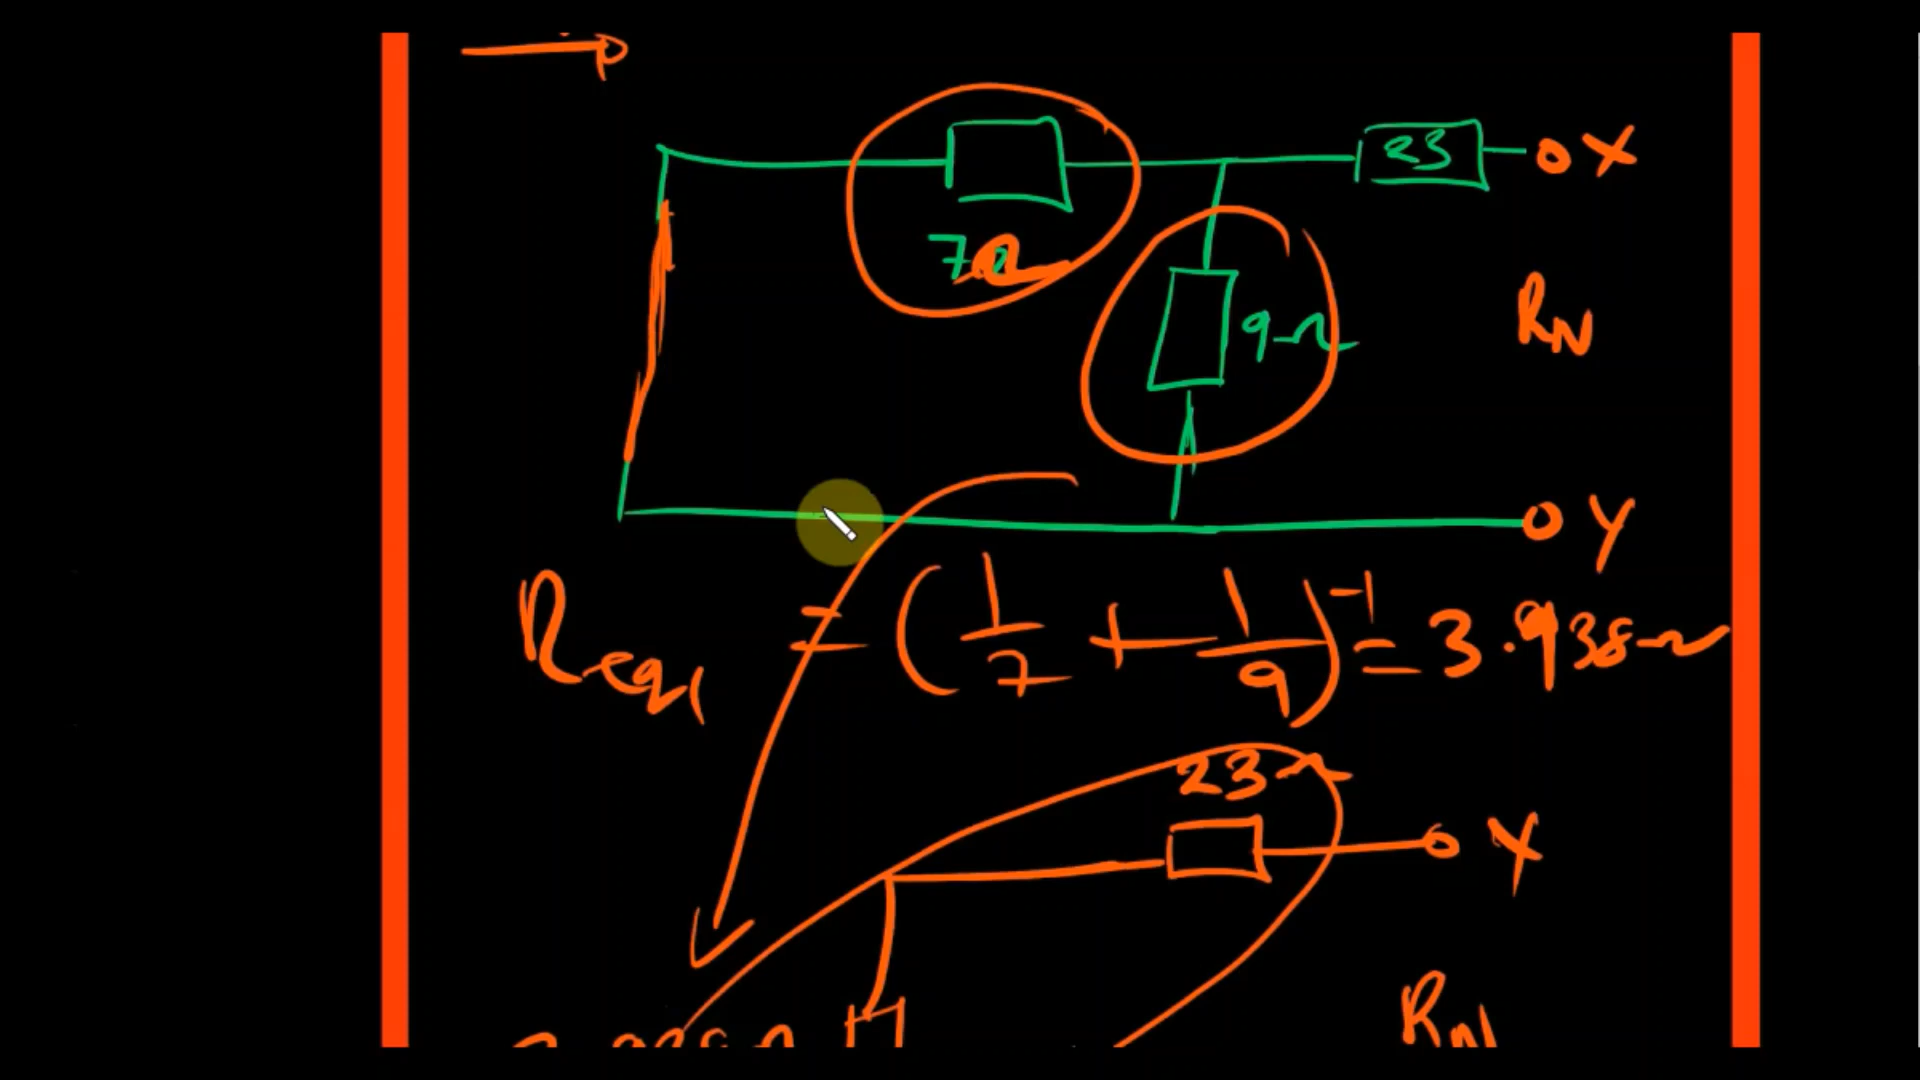 23 X
7Ω
9Ω
RN
Y
Req1 = (1/7 + 1/9)^-1 = 3.938Ω
23Ω
X
RN